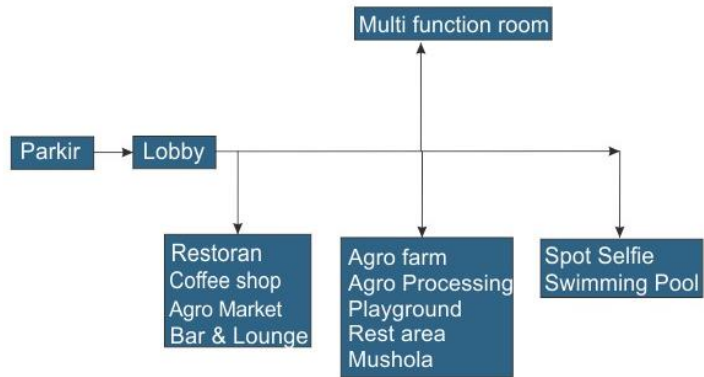 Multi function room
Parkir
Lobby
Restoran
Coffee shop
Agro Market
Bar & Lounge
Agro farm
Agro Processing
Playground
Rest area
Mushola
Spot Selfie
Swimming Pool